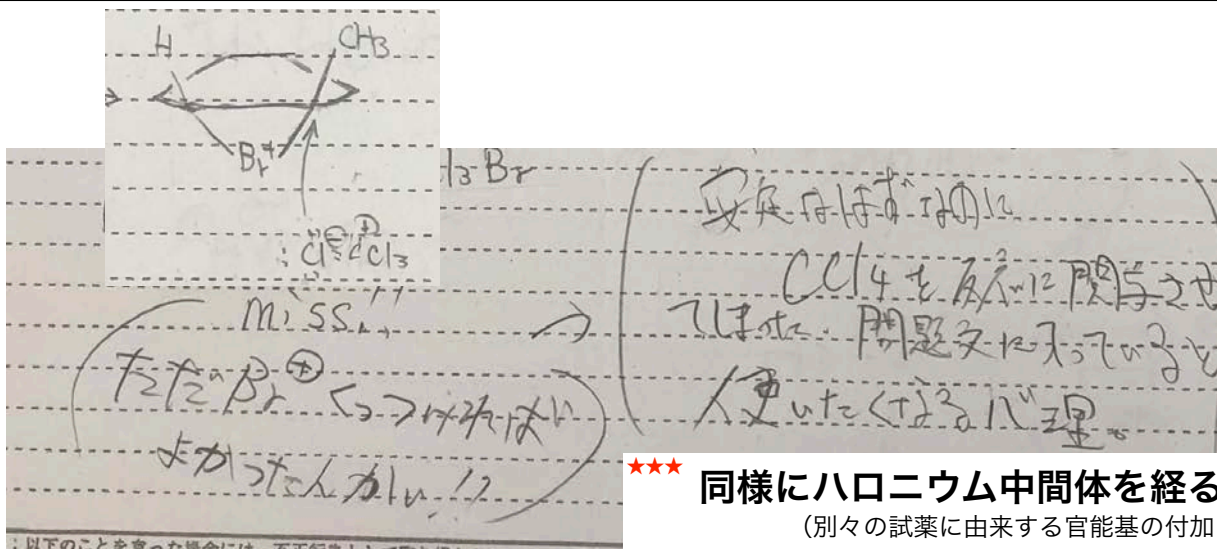 H CH3
Br+
:Cl⊖ C⊕Cl3
H3-Br
miss!!
ただBr⊕くっつければ
よかったんかい!!
安定なはずなのに
CCl4を反応に関与させ
てしまった。問題文に入っていると
使いたくなる心理。
★★★ 同様にハロニウム中間体を経る
(別々の試薬に由来する官能基の付加